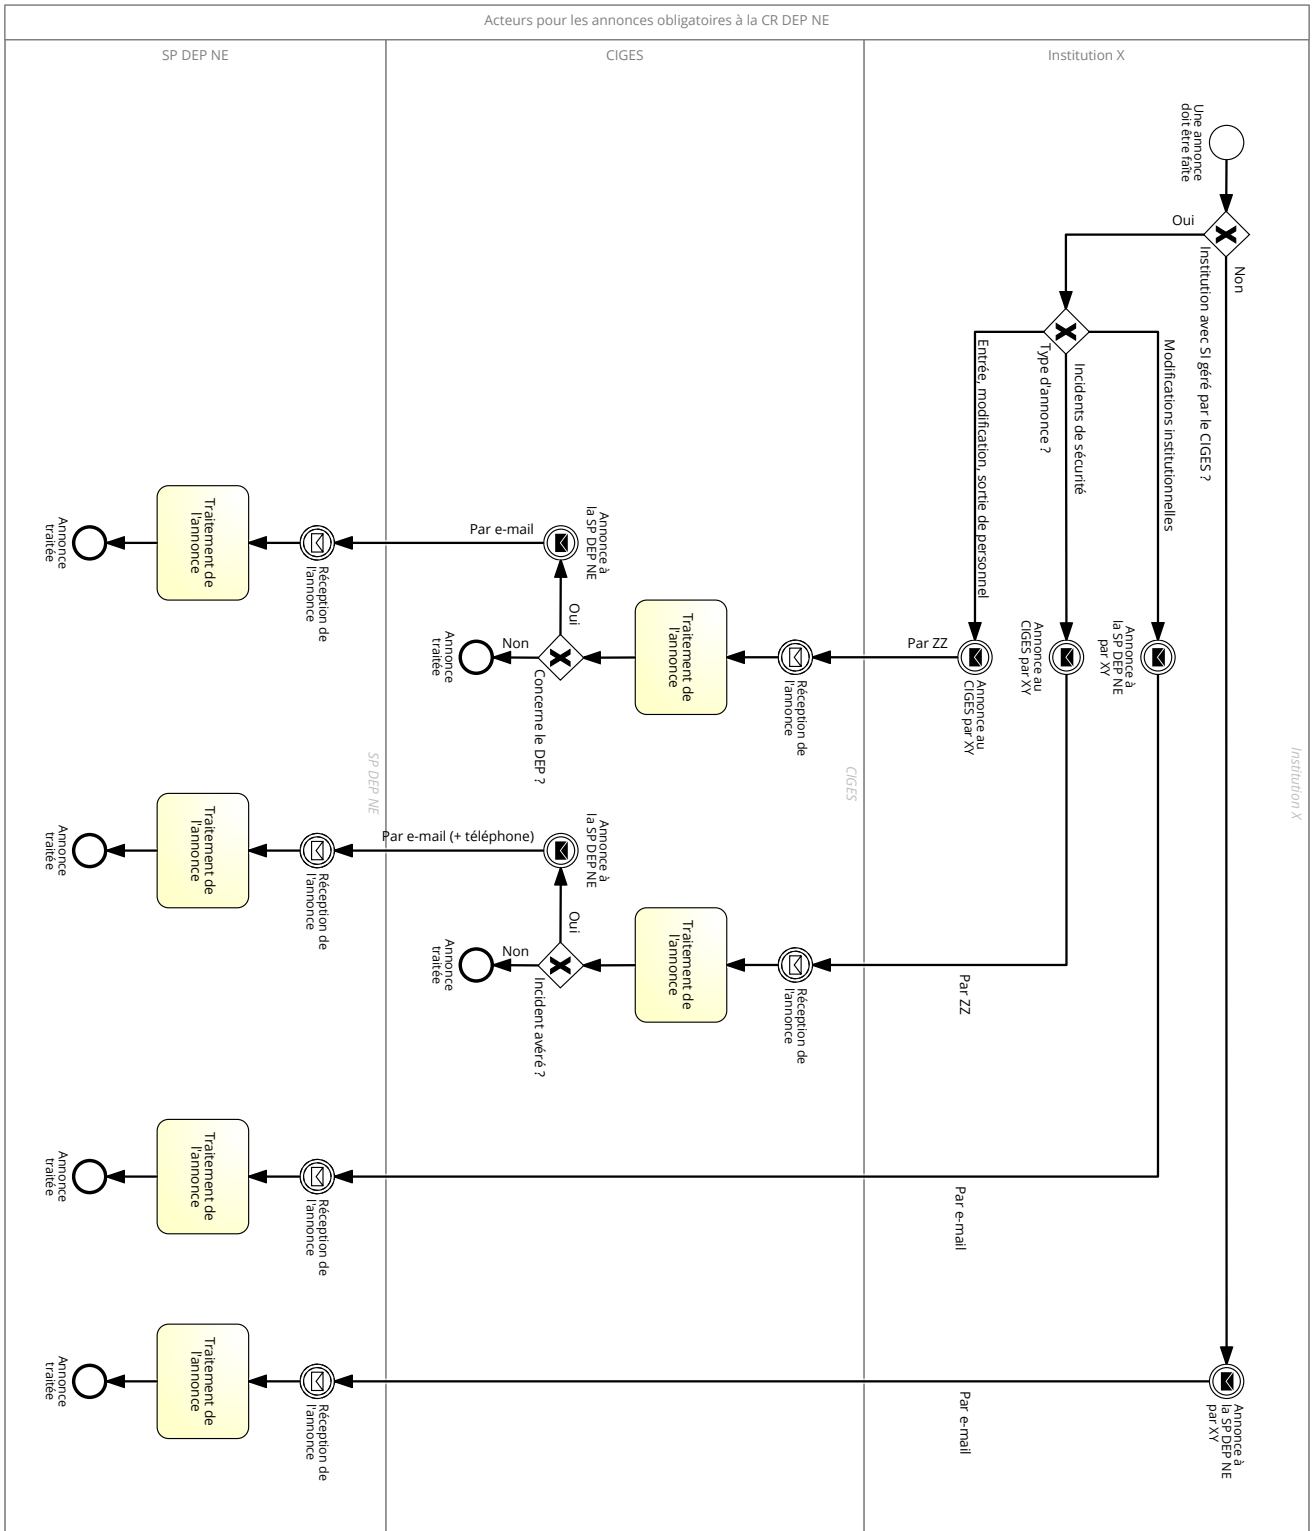 Acteurs pour les annonces obligatoires à la CR DEP NE
SP DEP NE
CIGES
Institution X
Une annonce
doit être faîte
Oui
Non
Institution avec SI géré par le CIGES ?
Modifications institutionnelles
Incidents de sécurité
Type d'annonce ?
Entrée, modification, sortie de personnel
Annonce à
la SP DEP NE
par XY
Annonce au
CIGES par XY
Annonce au
CIGES par XY
Par ZZ
Réception de
l'annonce
Traitement de
l'annonce
Concerne le DEP ?
Oui
Non
Annonce
traitée
Annonce à
la SP DEP NE
Par e-mail
Réception de
l'annonce
Traitement de
l'annonce
Annonce
traitée
Institution X
CIGES
SP DEP NE
Par ZZ
Réception de
l'annonce
Traitement de
l'annonce
Incident avéré ?
Oui
Non
Annonce
traitée
Annonce à
la SP DEP NE
Par e-mail (+ téléphone)
Réception de
l'annonce
Traitement de
l'annonce
Annonce
traitée
Par e-mail
Réception de
l'annonce
Traitement de
l'annonce
Annonce
traitée
Annonce à
la SP DEP NE
par XY
Par e-mail
Réception de
l'annonce
Traitement de
l'annonce
Annonce
traitée